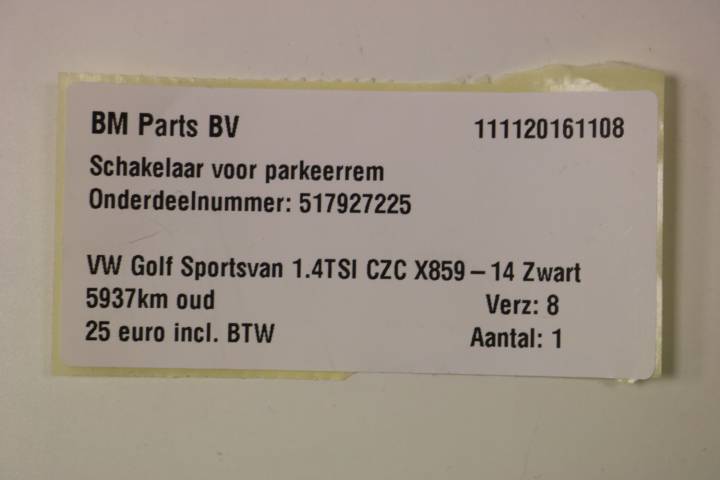 BM Parts BV 111120161108
Schakelaar voor parkeerrem
Onderdeelnummer: 517927225
VW Golf Sportsvan 1.4TSI CZC X859 – 14 Zwart
5937km oud Verz: 8
25 euro incl. BTW Aantal: 1